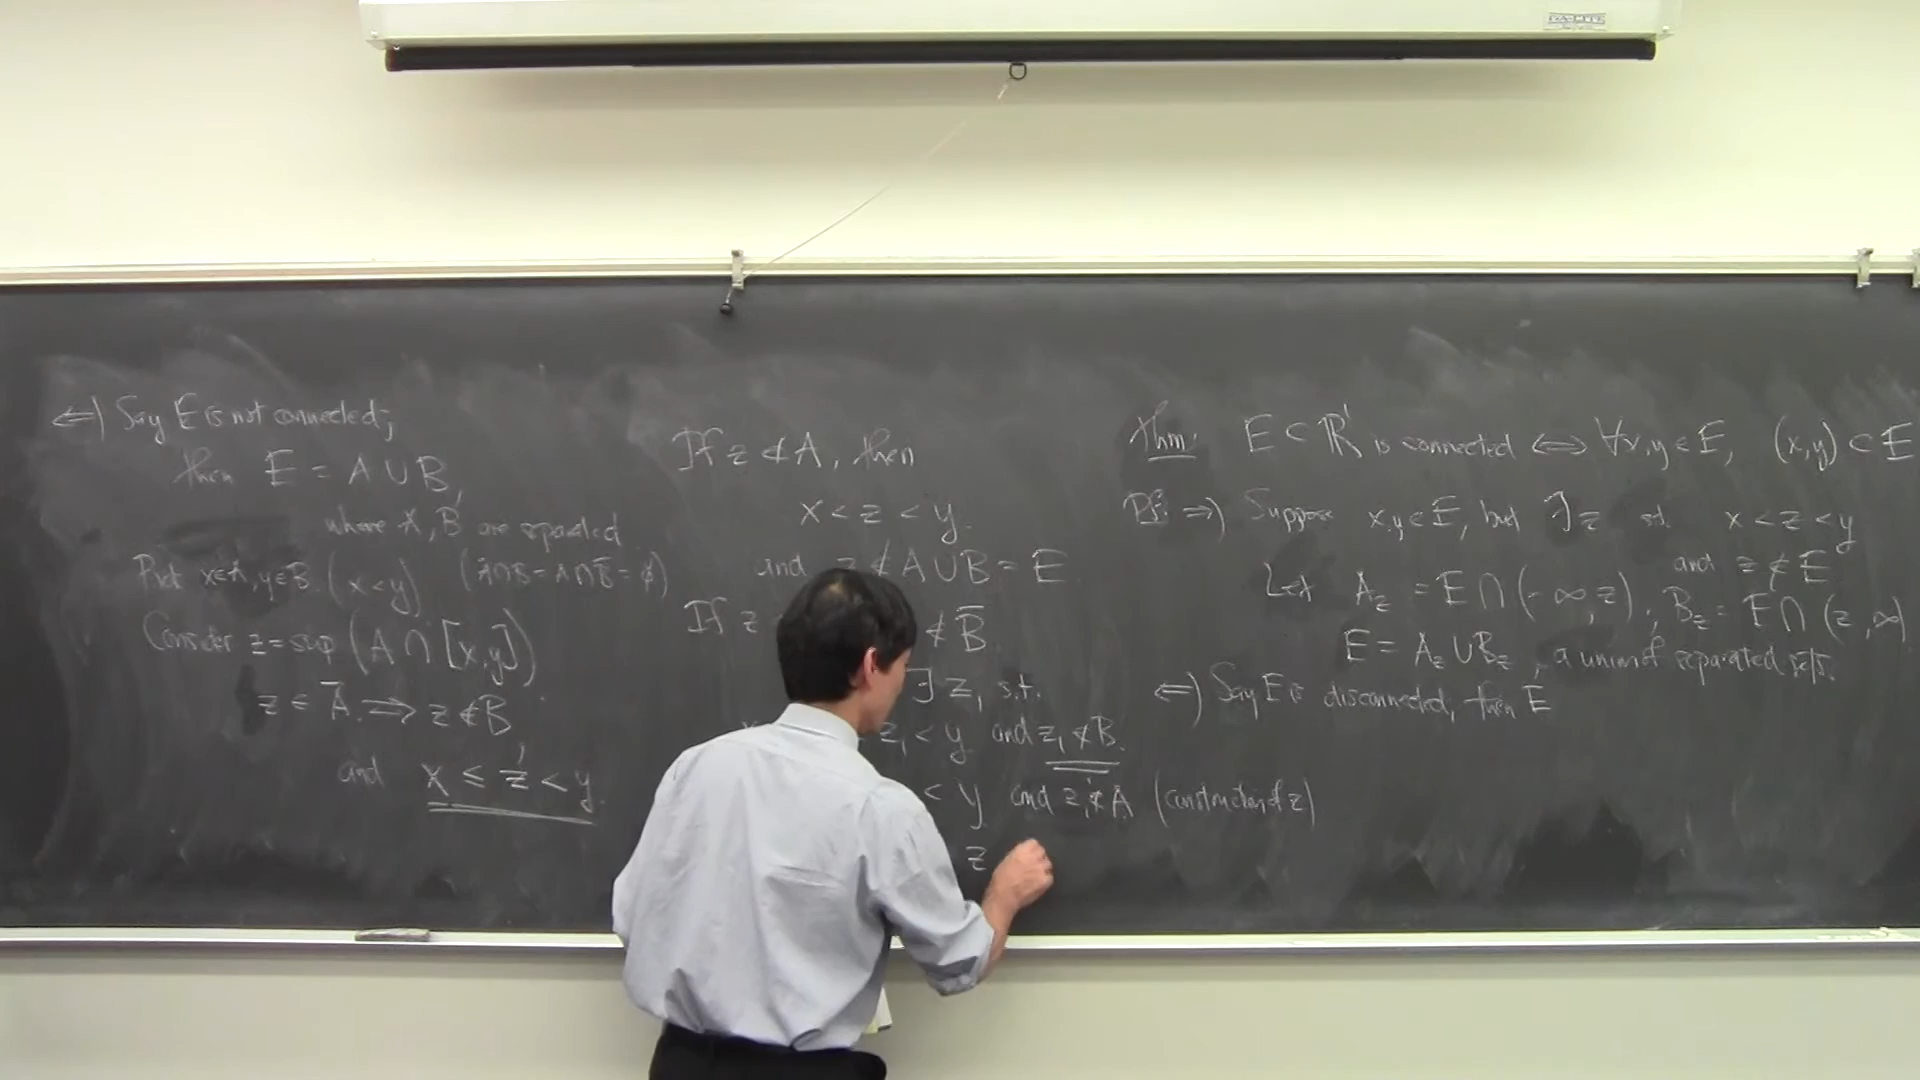 ⇐) Say E is not connected;
then E = A ∪ B,
where A, B are separated
Pick x∈A, y∈B. (x<y) (Ā∩B = A∩B̄ = ∅)
Consider z = sup (A ∩ [x,y])
z ∈ Ā. ⇒ z ∉ B,
and x ≤ z < y.
If z ∉ A, then
x < z < y.
and z ∉ A ∪ B = E.
If z ∉ B̄.
∃ z₁ s.t.
z₁ < y and z₁ ∉ B.
< y and z₁ ∉ A (construction of z)
z
Thm: E ⊂ ℝ¹ is connected ⇔ ∀x,y ∈ E, (x,y) ⊂ E
Pf: ⇒) Suppose x,y ∈ E, but ∃ z st. x < z < y
and z ∉ E
Let A_z = E ∩ (-∞,z), B_z = E ∩ (z,∞)
E = A_z ∪ B_z, a union of separated sets.
⇐) Say E is disconnected, then E